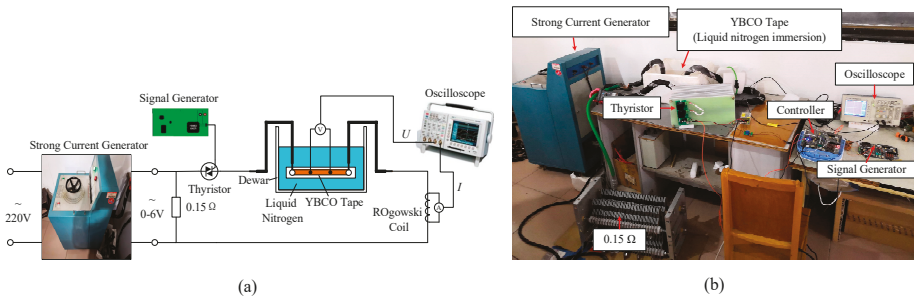 Signal Generator
Oscilloscope
Strong Current Generator
V
U
Thyristor
Dewar
~
220V
~
0-6V
0.15 Ω
Liquid
Nitrogen
YBCO Tape
ROgowski
Coil
A
I
(a)
Strong Current Generator
YBCO Tape
(Liquid nitrogen immersion)
Oscilloscope
Thyristor
Controller
Signal Generator
0.15 Ω
(b)